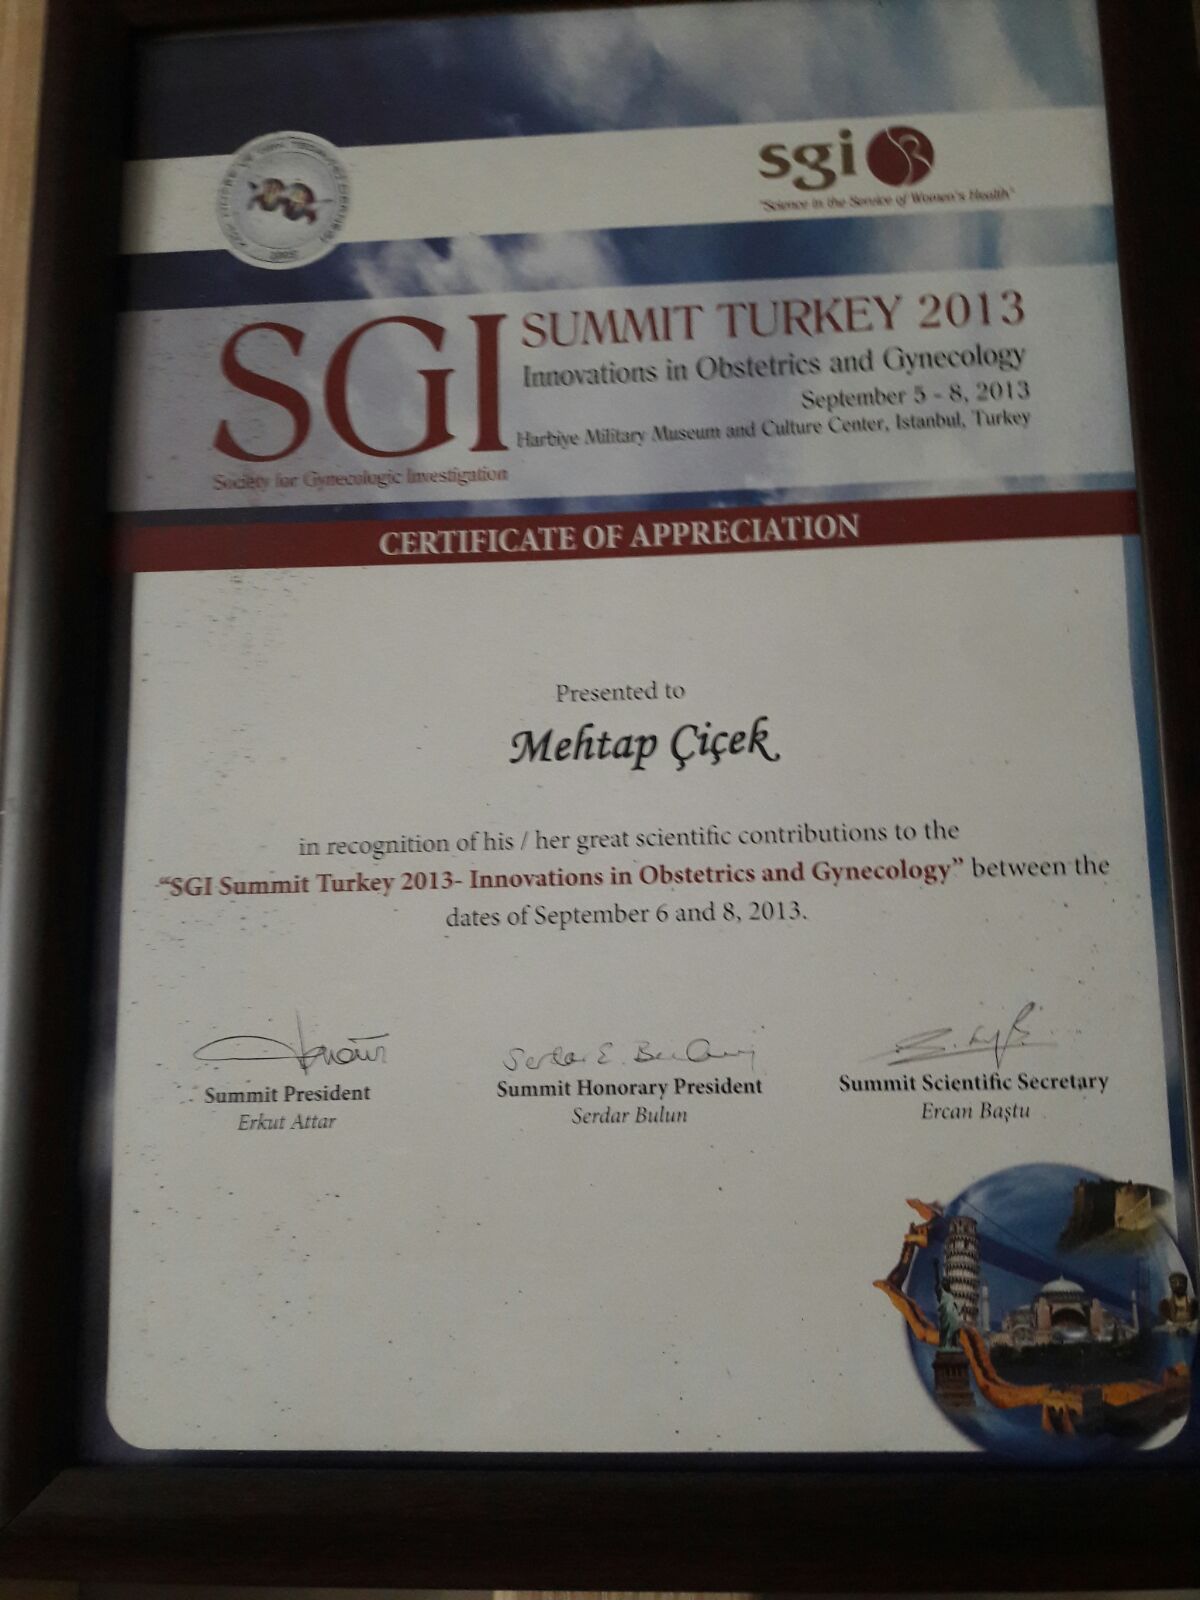 sgi
"Science in the Service of Women's Health"
SGI
SUMMIT TURKEY 2013
Innovations in Obstetrics and Gynecology
September 5 - 8, 2013
Harbiye Military Museum and Culture Center, Istanbul, Turkey
Society for Gynecologic Investigation
CERTIFICATE OF APPRECIATION
Presented to
Mehtap Çiçek
in recognition of his / her great scientific contributions to the
"SGI Summit Turkey 2013- Innovations in Obstetrics and Gynecology" between the
dates of September 6 and 8, 2013.
Summit President
Erkut Attar
Summit Honorary President
Serdar Bulun
Summit Scientific Secretary
Ercan Baştu